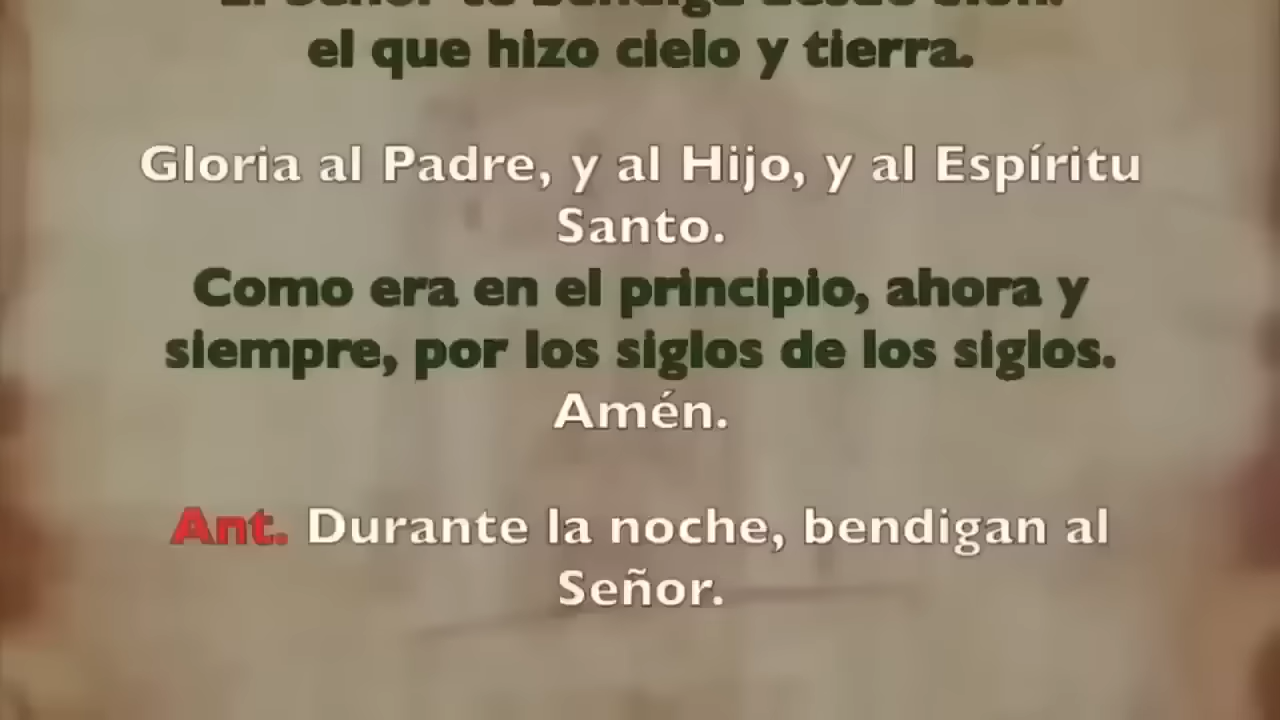 el que hizo cielo y tierra.
Gloria al Padre, y al Hijo, y al Espíritu
Santo.
Como era en el principio, ahora y
siempre, por los siglos de los siglos.
Amén.
Ant. Durante la noche, bendigan al
Señor.